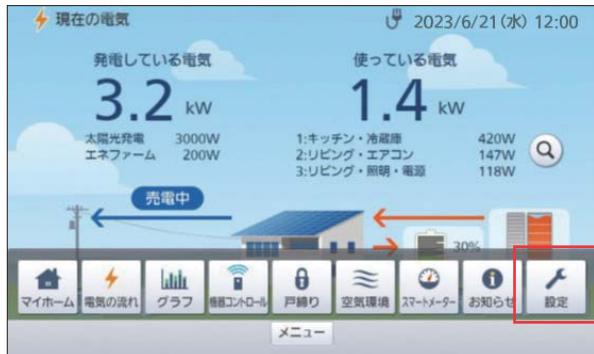 現在の電気
2023/6/21(水) 12:00
発電している電気
3.2 kW
太陽光発電 3000W
エネファーム 200W
使っている電気
1.4 kW
1:キッチン・冷蔵庫 420W
2:リビング・エアコン 147W
3:リビング・照明・電源 118W
売電中
30%
マイホーム 電気の流れ グラフ 機器コントロール 戸締り 空気環境 スマートメーター お知らせ 設定
メニュー